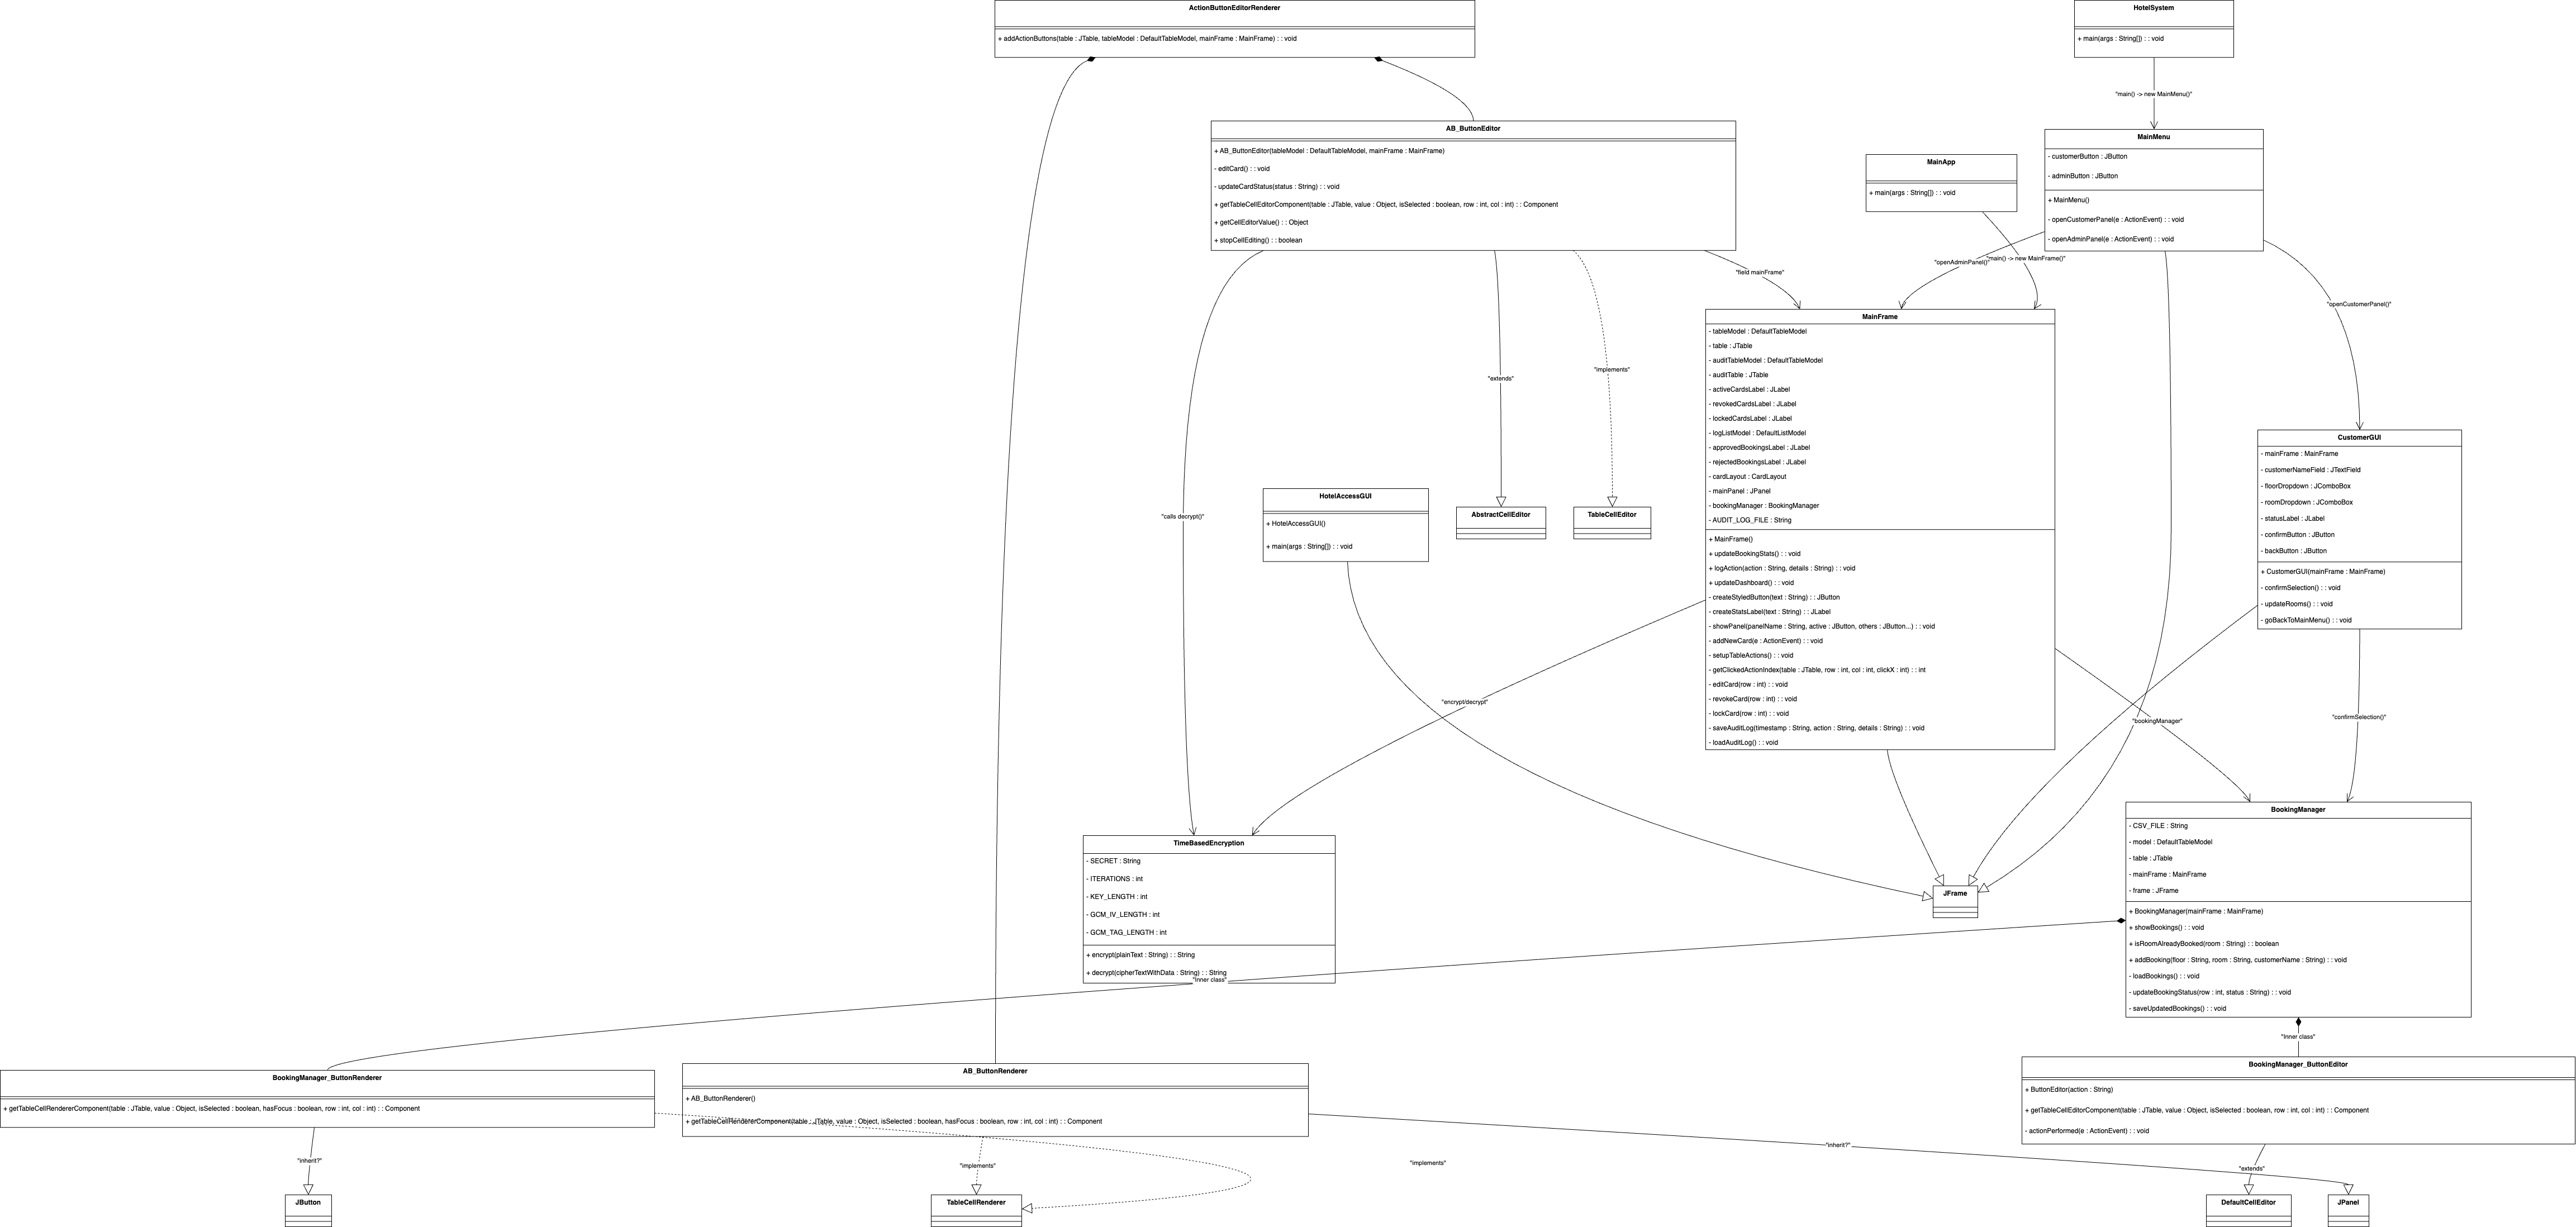 ActionButtonEditorRenderer
+ addActionButtons(table : JTable, tableModel : DefaultTableModel, mainFrame : MainFrame) : : void
HotelSystem
+ main(args : String[]) : : void
"main() -> new MainMenu()"
AB_ButtonEditor
+ AB_ButtonEditor(tableModel : DefaultTableModel, mainFrame : MainFrame)
- editCard() : : void
- updateCardStatus(status : String) : : void
+ getTableCellEditorComponent(table : JTable, value : Object, isSelected : boolean, row : int, col : int) : : Component
+ getCellEditorValue() : : Object
+ stopCellEditing() : : boolean
MainApp
+ main(args : String[]) : : void
MainMenu
- customerButton : JButton
- adminButton : JButton
+ MainMenu()
- openCustomerPanel(e : ActionEvent) : : void
- openAdminPanel(e : ActionEvent) : : void
"field mainFrame"
"openAdminPanel()"
"main() -> new MainFrame()"
"openCustomerPanel()"
"calls decrypt()"
"extends"
"implements"
MainFrame
- tableModel : DefaultTableModel
- table : JTable
- auditTableModel : DefaultTableModel
- auditTable : JTable
- activeCardsLabel : JLabel
- revokedCardsLabel : JLabel
- lockedCardsLabel : JLabel
- logListModel : DefaultListModel
- approvedBookingsLabel : JLabel
- rejectedBookingsLabel : JLabel
- cardLayout : CardLayout
- mainPanel : JPanel
- bookingManager : BookingManager
- AUDIT_LOG_FILE : String
+ MainFrame()
+ updateBookingStats() : : void
+ logAction(action : String, details : String) : : void
+ updateDashboard() : : void
- createStyledButton(text : String) : : JButton
- createStatsLabel(text : String) : : JLabel
- showPanel(panelName : String, active : JButton, others : JButton...) : : void
- addNewCard(e : ActionEvent) : : void
- setupTableActions() : : void
- getClickedActionIndex(table : JTable, row : int, col : int, clickX : int) : : int
- editCard(row : int) : : void
- revokeCard(row : int) : : void
- lockCard(row : int) : : void
- saveAuditLog(timestamp : String, action : String, details : String) : : void
- loadAuditLog() : : void
CustomerGUI
- mainFrame : MainFrame
- customerNameField : JTextField
- floorDropdown : JComboBox
- roomDropdown : JComboBox
- statusLabel : JLabel
- confirmButton : JButton
- backButton : JButton
+ CustomerGUI(mainFrame : MainFrame)
- confirmSelection() : : void
- updateRooms() : : void
- goBackToMainMenu() : : void
HotelAccessGUI
+ HotelAccessGUI()
+ main(args : String[]) : : void
AbstractCellEditor
TableCellEditor
"encrypt/decrypt"
"bookingManager"
"confirmSelection()"
TimeBasedEncryption
- SECRET : String
- ITERATIONS : int
- KEY_LENGTH : int
- GCM_IV_LENGTH : int
- GCM_TAG_LENGTH : int
+ encrypt(plainText : String) : : String
+ decrypt(cipherTextWithData : String) : : String
"Inner class"
JFrame
BookingManager
- CSV_FILE : String
- model : DefaultTableModel
- table : JTable
- mainFrame : MainFrame
- frame : JFrame
+ BookingManager(mainFrame : MainFrame)
+ showBookings() : : void
+ isRoomAlreadyBooked(room : String) : : boolean
+ addBooking(floor : String, room : String, customerName : String) : : void
- loadBookings() : : void
- updateBookingStatus(row : int, status : String) : : void
- saveUpdatedBookings() : : void
"Inner class"
BookingManager_ButtonRenderer
+ getTableCellRendererComponent(table : JTable, value : Object, isSelected : boolean, hasFocus : boolean, row : int, col : int) : : Component
AB_ButtonRenderer
+ AB_ButtonRenderer()
+ getTableCellRendererComponent(table : JTable, value : Object, isSelected : boolean, hasFocus : boolean, row : int, col : int) : : Component
BookingManager_ButtonEditor
+ ButtonEditor(action : String)
+ getTableCellEditorComponent(table : JTable, value : Object, isSelected : boolean, row : int, col : int) : : Component
- actionPerformed(e : ActionEvent) : : void
"inherit?"
"implements"
"implements"
"inherit?"
"extends"
JButton
TableCellRenderer
DefaultCellEditor
JPanel